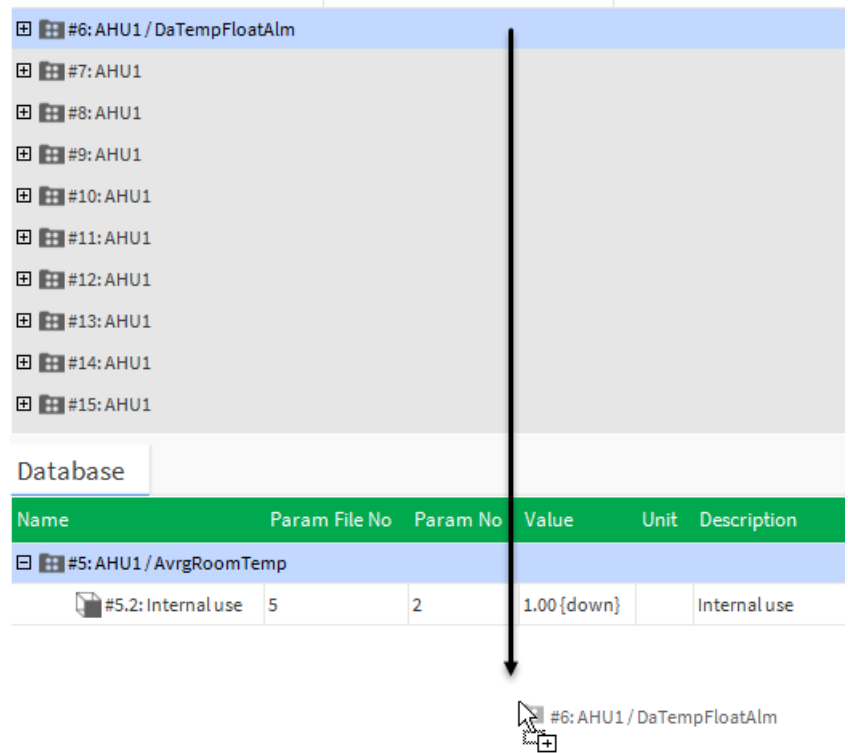 #6: AHU1 / DaTempFloatAlm
#7: AHU1
#8: AHU1
#9: AHU1
#10: AHU1
#11: AHU1
#12: AHU1
#13: AHU1
#14: AHU1
#15: AHU1
Database
Name Param File No Param No Value Unit Description
#5: AHU1 / AvrgRoomTemp
#5.2: Internal use 5 2 1.00 {down} Internal use
#6: AHU1 / DaTempFloatAlm